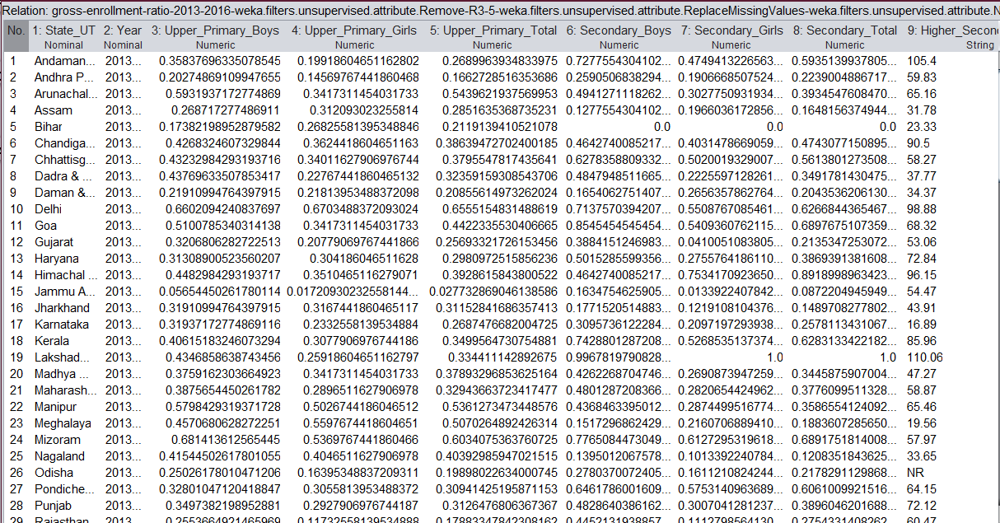 Relation: gross-enrollment-ratio-2013-2016-weka.filters.unsupervised.attribute.Remove-R3-5-weka.filters.unsupervised.attribute.ReplaceMissingValues-weka.filters.unsupervised.attribute.N
No. 1: State_UT 2: Year 3: Upper_Primary_Boys 4: Upper_Primary_Girls 5: Upper_Primary_Total 6: Secondary_Boys 7: Secondary_Girls 8: Secondary_Total 9: Higher_Secon
Nominal Nominal Numeric Numeric Numeric Numeric Numeric Numeric String
1 Andaman... 2013... 0.35837696335078545 0.19918604651162802 0.2689963934833975 0.7277554304102... 0.4749413226563... 0.5935139937805... 105.4
2 Andhra P... 2013... 0.20274869109947655 0.14569767441860468 0.1662728516353686 0.2590506838294... 0.1906668507524... 0.2239004886717... 59.83
3 Arunachal... 2013... 0.5931937172774869 0.3417311454031733 0.5439621937569953 0.4941271118262... 0.3027750931934... 0.3934547608470... 65.16
4 Assam 2013... 0.268717277486911 0.312093023255814 0.2851635368735231 0.1277554304102... 0.1966036172856... 0.1648156374944... 31.78
5 Bihar 2013... 0.17382198952879582 0.26825581395348846 0.2119139410521078 0.0 0.0 0.0 23.33
6 Chandiga... 2013... 0.4268324607329844 0.3624418604651163 0.38639472702400185 0.4642740085217... 0.4031478669059... 0.4743077150895... 90.5
7 Chhattisg... 2013... 0.43232984293193716 0.34011627906976744 0.3795547817435641 0.6278358809332... 0.5020019329007... 0.5613801273508... 58.27
8 Dadra & ... 2013... 0.43769633507853417 0.22767441860465132 0.32359159308543706 0.4847948511665... 0.2225597128261... 0.3491781430475... 37.77
9 Daman &... 2013... 0.21910994764397915 0.21813953488372098 0.20855614973262024 0.1654062751407... 0.2656357862764... 0.2043536206130... 34.37
10 Delhi 2013... 0.6602094240837697 0.6703488372093024 0.6555154831488619 0.7137570394207... 0.5508767085461... 0.6266844365467... 98.88
11 Goa 2013... 0.5100785340314138 0.3417311454031733 0.4422335530406665 0.8545454545454... 0.5409360762115... 0.6897675107359... 68.32
12 Gujarat 2013... 0.3206806282722513 0.20779069767441866 0.25693321726153456 0.3884151246983... 0.0410051083805... 0.2135347253072... 53.06
13 Haryana 2013... 0.31308900523560207 0.304186046511628 0.2980972515856236 0.5015285599356... 0.2755764186110... 0.3869391381608... 72.84
14 Himachal ... 2013... 0.4482984293193717 0.3510465116279071 0.3928615843800522 0.4642740085217... 0.7534170923650... 0.8918998963423... 96.15
15 Jammu A... 2013... 0.05654450261780114 0.01720930232558144... 0.027732869046138586 0.1634754625905... 0.0133922407842... 0.0872204945949... 54.47
16 Jharkhand 2013... 0.31910994764397915 0.3167441860465117 0.31152841686357413 0.1771520514883... 0.1219108104376... 0.1489708277802... 43.91
17 Karnataka 2013... 0.31937172774869116 0.2332558139534884 0.2687476682004725 0.3095736122284... 0.2097197293938... 0.2578113431067... 16.89
18 Kerala 2013... 0.40615183246073294 0.3077906976744186 0.3499564730754881 0.7428801287208... 0.5268535137374... 0.6283133422182... 85.96
19 Lakshad... 2013... 0.4346858638743456 0.25918604651162797 0.334411142892675 0.9967819790828... 1.0 1.0 110.06
20 Madhya ... 2013... 0.3759162303664923 0.3417311454031733 0.37893296853625164 0.4262268704746... 0.2690873947259... 0.3445875907004... 47.27
21 Maharash... 2013... 0.3875654450261782 0.2896511627906978 0.32943663723417477 0.4801287208366... 0.2820654424962... 0.3776099511328... 58.87
22 Manipur 2013... 0.5798429319371728 0.5026744186046512 0.5361273473448576 0.4368463395012... 0.2874499516774... 0.3586554124092... 65.46
23 Meghalaya 2013... 0.4570680628272251 0.5597674418604651 0.5070264892426314 0.1517296862429... 0.2160706889410... 0.1883607285650... 19.56
24 Mizoram 2013... 0.681413612565445 0.5369767441860466 0.6034075363760725 0.7765084473049... 0.6127295319618... 0.6891751814008... 57.97
25 Nagaland 2013... 0.41544502617801055 0.4046511627906978 0.40392985947021515 0.1395012067578... 0.1013392240784... 0.1208351843625... 33.65
26 Odisha 2013... 0.25026178010471206 0.16395348837209311 0.19898022634000745 0.2780370072405... 0.1611210824244... 0.2178291129868... NR
27 Pondiche... 2013... 0.32801047120418847 0.3055813953488372 0.30941425195871153 0.6461786001609... 0.5753140963689... 0.6061009921516... 64.15
28 Punjab 2013... 0.3497382198952881 0.2927906976744187 0.3126476806367367 0.4828640386162... 0.3007041281237... 0.3896046201688... 72.12
29 Rajasthan 2013... 0.2553664921465969 0.11732558139534888 0.17883347842308162 0.4452131938857... 0.1112798564130... 0.2754331408262... 60.47